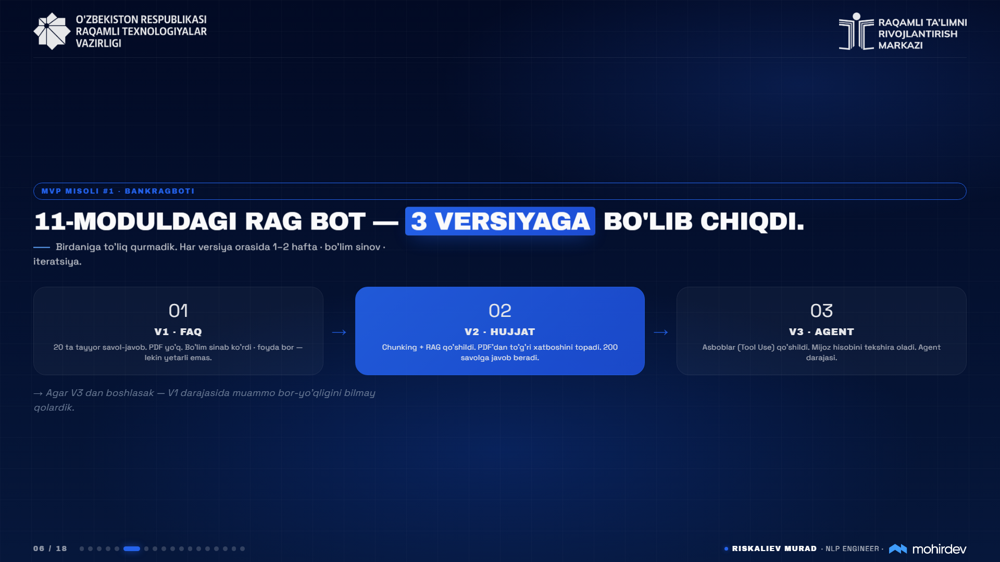 O'ZBEKISTON RESPUBLIKASI
RAQAMLI TEXNOLOGIYALAR
VAZIRLIGI
RAQAMLI TA’LIMNI
RIVOJLANTIRISH
MARKAZI
MVP MISOLI #1 · BANKRAGBOTI
11-MODULDAGI RAG BOT — 3 VERSIYAGA BO'LIB CHIQDI.
Birdaniga to’liq qurmadik. Har versiya orasida 1–2 hafta · bo’lim sinov ·
iteratsiya.
01
V1 · FAQ
20 ta tayyor savol-javob. PDF yo’q. Bo’lim sinab ko’rdi · foyda bor —
lekin yetarli emas.
→
02
V2 · HUJJAT
Chunking + RAG qo’shildi. PDF’dan to’g’ri xatboshini topadi. 200
savolga javob beradi.
→
03
V3 · AGENT
Asboblar (Tool Use) qo’shildi. Mijoz hisobini tekshira oladi. Agent
darajasi.
→ Agar V3 dan boshlasak — V1 darajasida muammo bor-yo’qligini bilmay
qolardik.
06 / 18
RISKALIEV MURAD · NLP ENGINEER ·
mohirdev